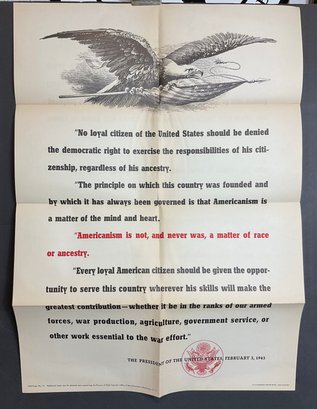 "No loyal citizen of the United States should be denied
the democratic right to exercise the responsibilities of his citi-
zenship, regardless of his ancestry.
"The principle on which this country was founded and
by which it has always been governed is that Americanism is
a matter of the mind and heart.
"Americanism is not, and never was, a matter of race
or ancestry.
"Every loyal American citizen should be given the oppor-
tunity to serve this country wherever his skills will make the
greatest contribution—whether it be in the ranks of our armed
forces, war production, agriculture, government service, or
other work essential to the war effort."
THE PRESIDENT OF THE UNITED STATES, FEBRUARY 3, 1943